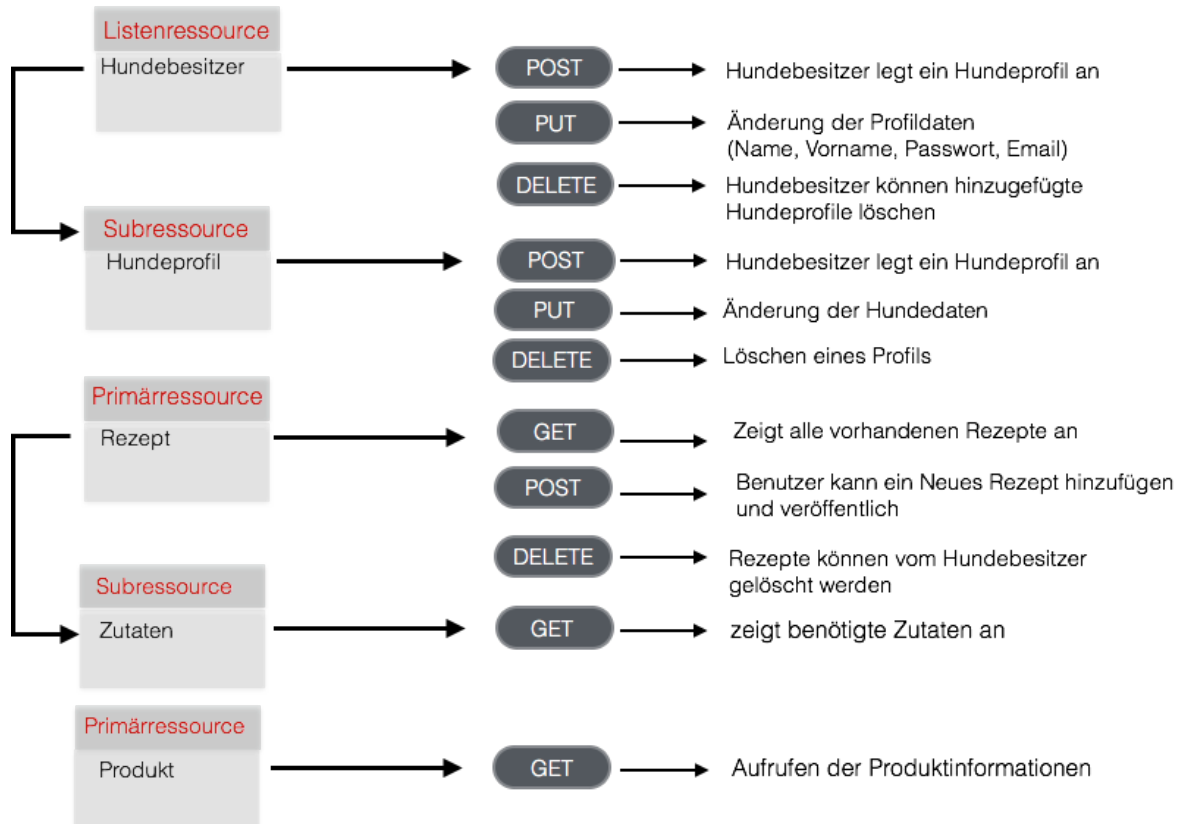 Listenressource
Hundebesitzer
POST
Hundebesitzer legt ein Hundeprofil an
PUT
Änderung der Profildaten
(Name, Vorname, Passwort, Email)
DELETE
Hundebesitzer können hinzugefügte
Hundeprofile löschen
Subressource
Hundeprofil
POST
Hundebesitzer legt ein Hundeprofil an
PUT
Änderung der Hundedaten
DELETE
Löschen eines Profils
Primärressource
Rezept
GET
Zeigt alle vorhandenen Rezepte an
POST
Benutzer kann ein Neues Rezept hinzufügen
und veröffentlich
DELETE
Rezepte können vom Hundebesitzer
gelöscht werden
Subressource
Zutaten
GET
zeigt benötigte Zutaten an
Primärressource
Produkt
GET
Aufrufen der Produktinformationen